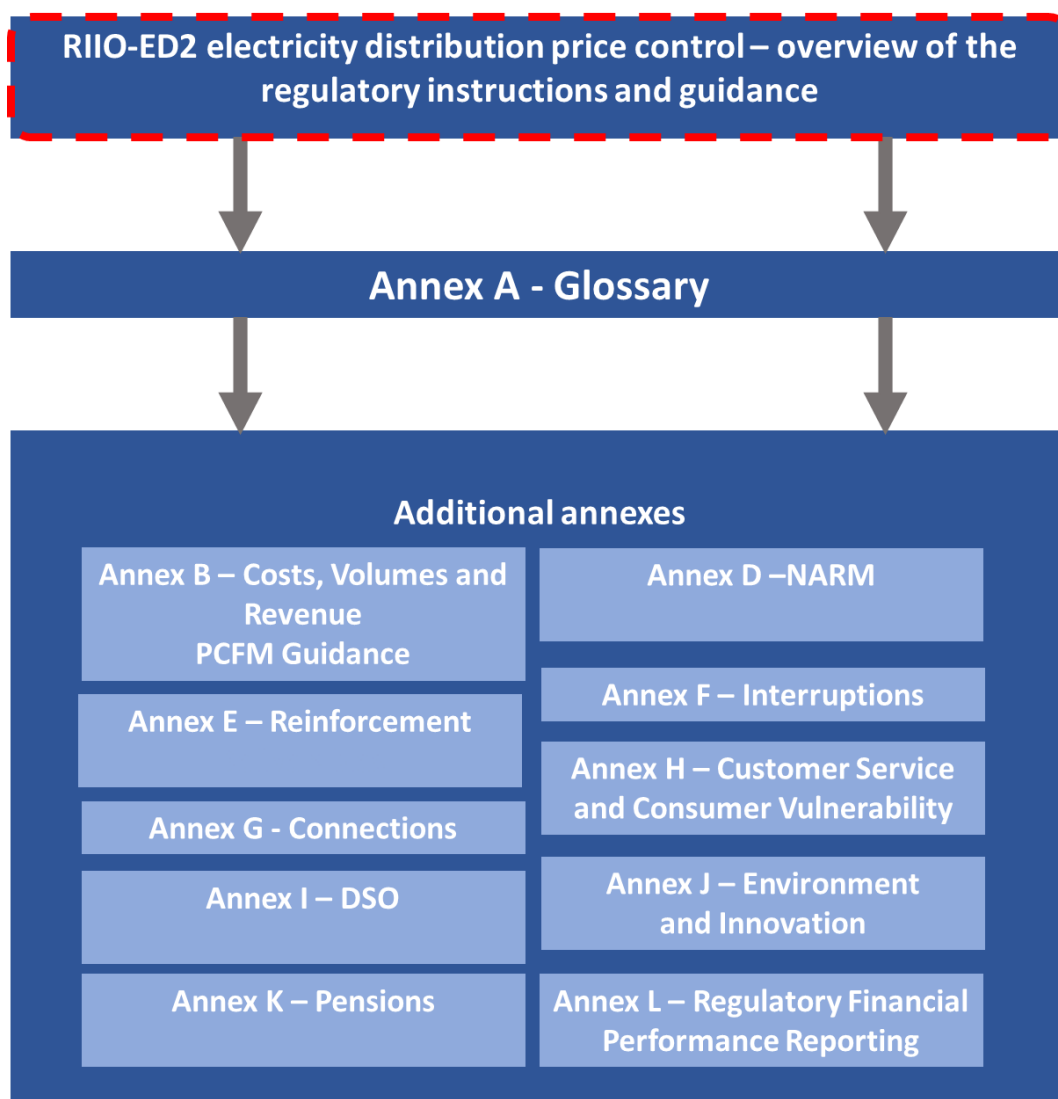 RIIO-ED2 electricity distribution price control – overview of the
regulatory instructions and guidance
Annex A - Glossary
Additional annexes
Annex B – Costs, Volumes and
Revenue
PCFM Guidance
Annex D –NARM
Annex E – Reinforcement
Annex F – Interruptions
Annex G - Connections
Annex H – Customer Service
and Consumer Vulnerability
Annex I – DSO
Annex J – Environment
and Innovation
Annex K – Pensions
Annex L – Regulatory Financial
Performance Reporting